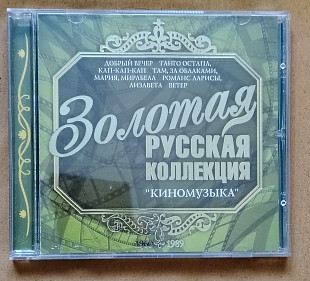 ДОБРЫЙ ВЕЧЕР ТАНГО ОСТАПА,
КАП-КАП-КАП ТАМ, ЗА ОБЛАКАМИ,
МАРИЯ, МИРАБЕЛА РОМАНС ЛАРИСЫ,
ЛИЗАВЕТА ВЕТЕР
Золотая
РУССКАЯ
КОЛЛЕКЦИЯ
"КИНОМУЗЫКА"
1989